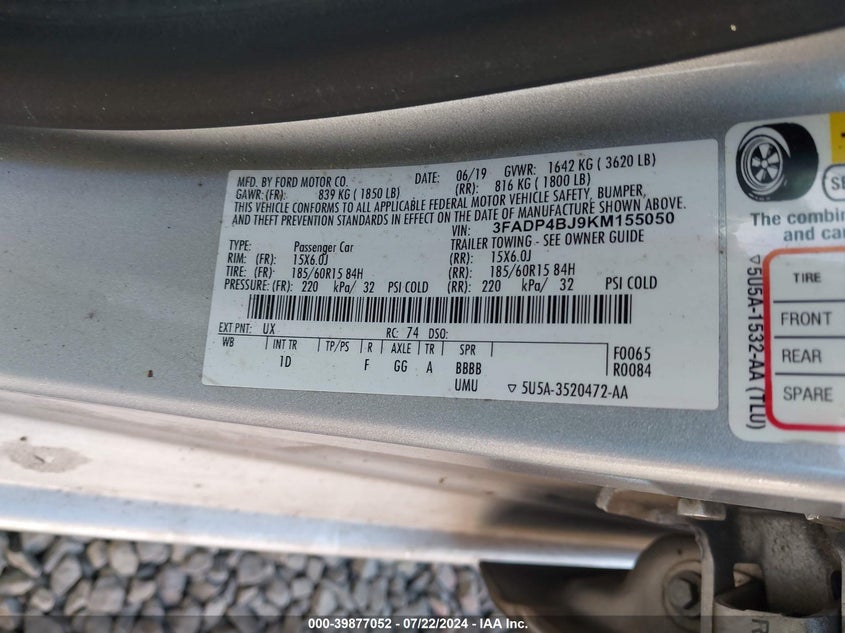 MFD. BY FORD MOTOR CO. DATE: 06/19 GVWR: 1642 KG ( 3620 LB)
GAWR: (FR): 839 KG ( 1850 LB) (RR): 816 KG ( 1800 LB)
THIS VEHICLE CONFORMS TO ALL APPLICABLE FEDERAL MOTOR VEHICLE SAFETY, BUMPER,
AND THEFT PREVENTION STANDARDS IN EFFECT ON THE DATE OF MANUFACTURE SHOWN ABOVE.
VIN: 3FADP4BJ9KM155050
TYPE: Passenger Car TRAILER TOWING - SEE OWNER GUIDE
RIM: (FR): 15X6.0J (RR): 15X6.0J
TIRE: (FR): 185/60R15 84H (RR): 185/60R15 84H
PRESSURE: (FR): 220 kPa/ 32 PSI COLD (RR): 220 kPa/ 32 PSI COLD
EXT PNT: UX RC: 74 DSO:
WB INT TR TP/PS R AXLE TR SPR F0065
1D F GG A BBBB R0084
UMU ▽ 5U5A-3520472-AA
The combin
and ca
▽5U5A-1532-AA (TLU)
TIRE
FRONT
REAR
SPARE
000-39877052 - 07/22/2024 - IAA Inc.